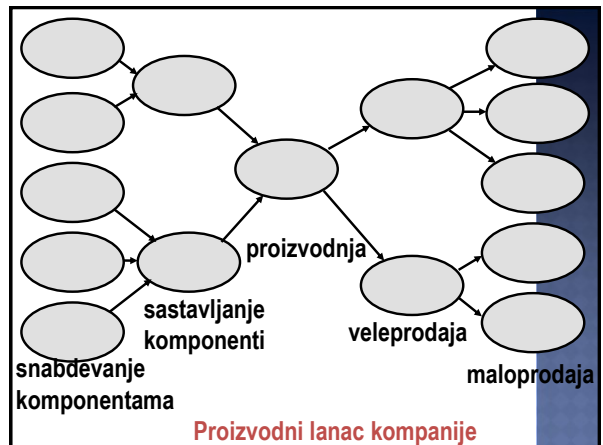 snabdevanje
komponentama
sastavljanje
komponenti
proizvodnja
veleprodaja
maloprodaja
Proizvodni lanac kompanije